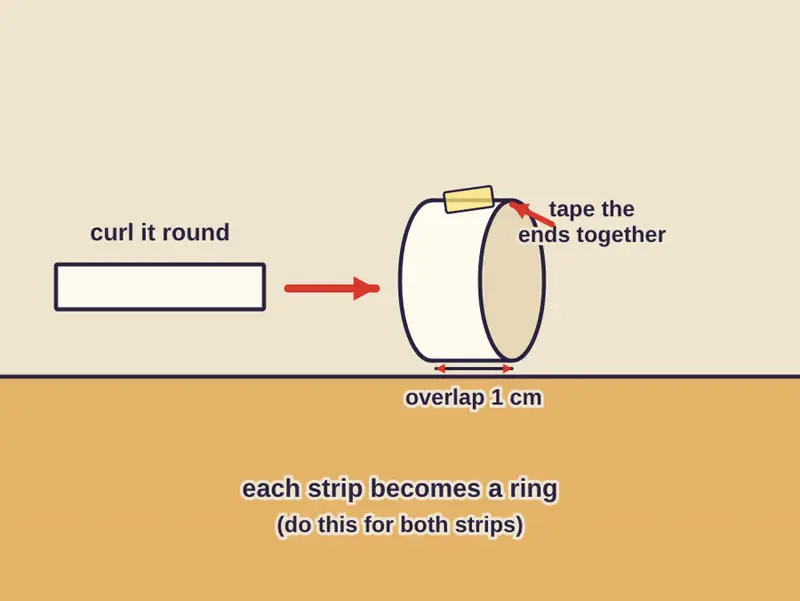 curl it round
tape the
ends together
overlap 1 cm
each strip becomes a ring
(do this for both strips)